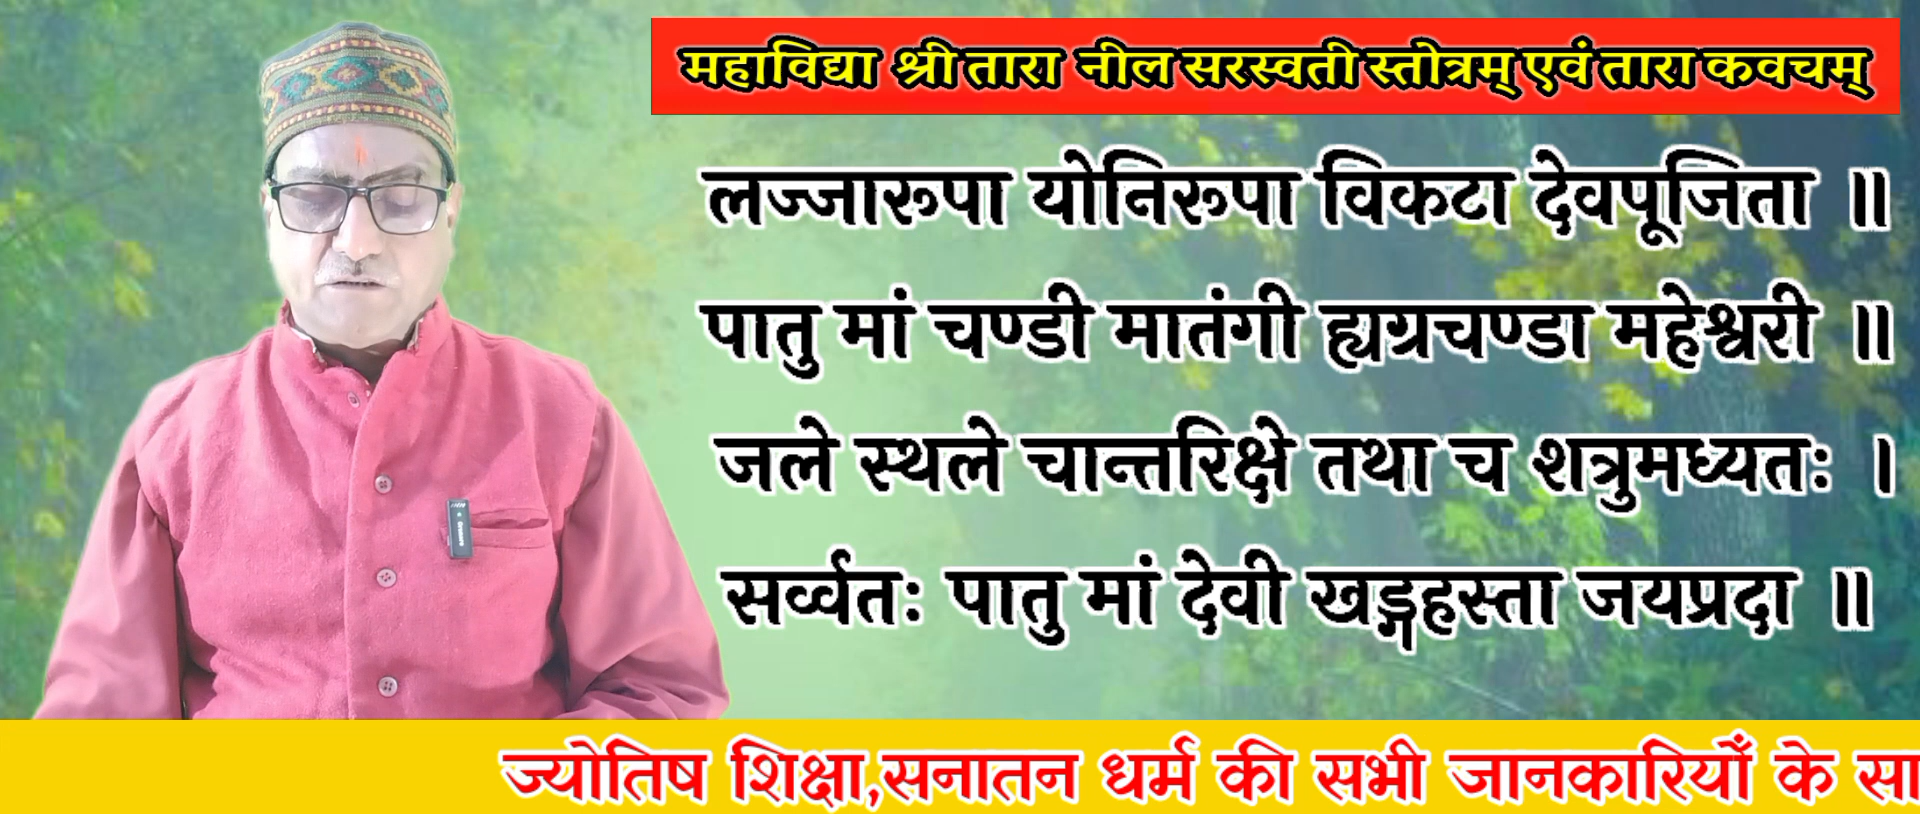 महाविद्या श्री तारा नील सरस्वती स्तोत्रम् एवं तारा कवचम्
लज्जारूपा योनिरूपा विकटा देवपूजिता ॥
पातु मां चण्डी मातंगी ह्यग्रचण्डा महेश्वरी ॥
जले स्थले चान्तरिक्षे तथा च शत्रुमध्यतः ।
सर्व्वतः पातु मां देवी खड्गहस्ता जयप्रदा ॥
ज्योतिष शिक्षा,सनातन धर्म की सभी जानकारियोँ के सा